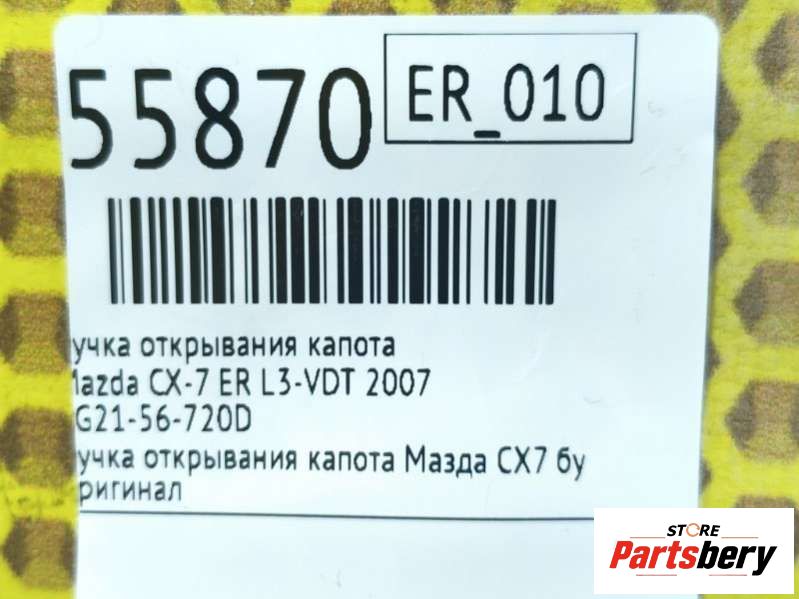 55870
ER_010
учка открывания капота
Mazda CX-7 ER L3-VDT 2007
G21-56-720D
учка открывания капота Мазда СХ7 бу
ригинал
STORE
Partsbery